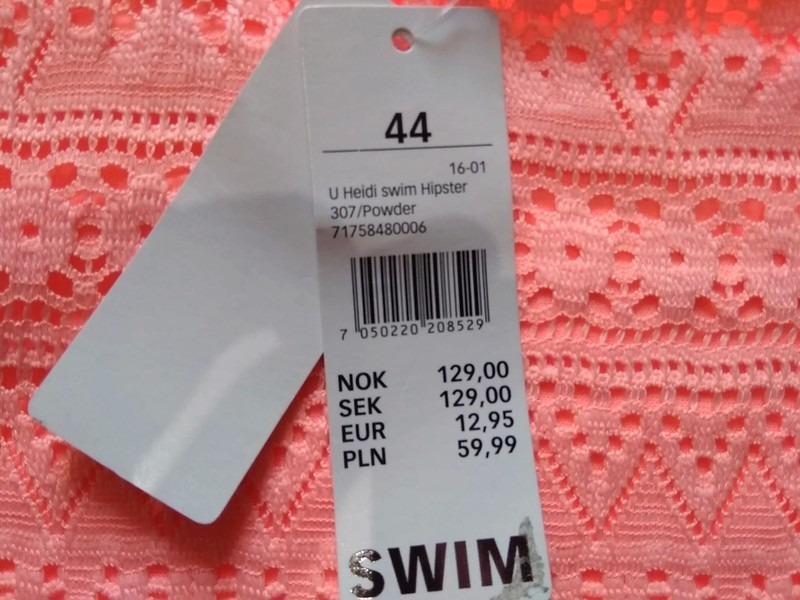 44
16-01
U Heidi swim Hipster
307/Powder
71758480006
7 050220 208529
NOK 129,00
SEK 129,00
EUR 12,95
PLN 59,99
SWIM